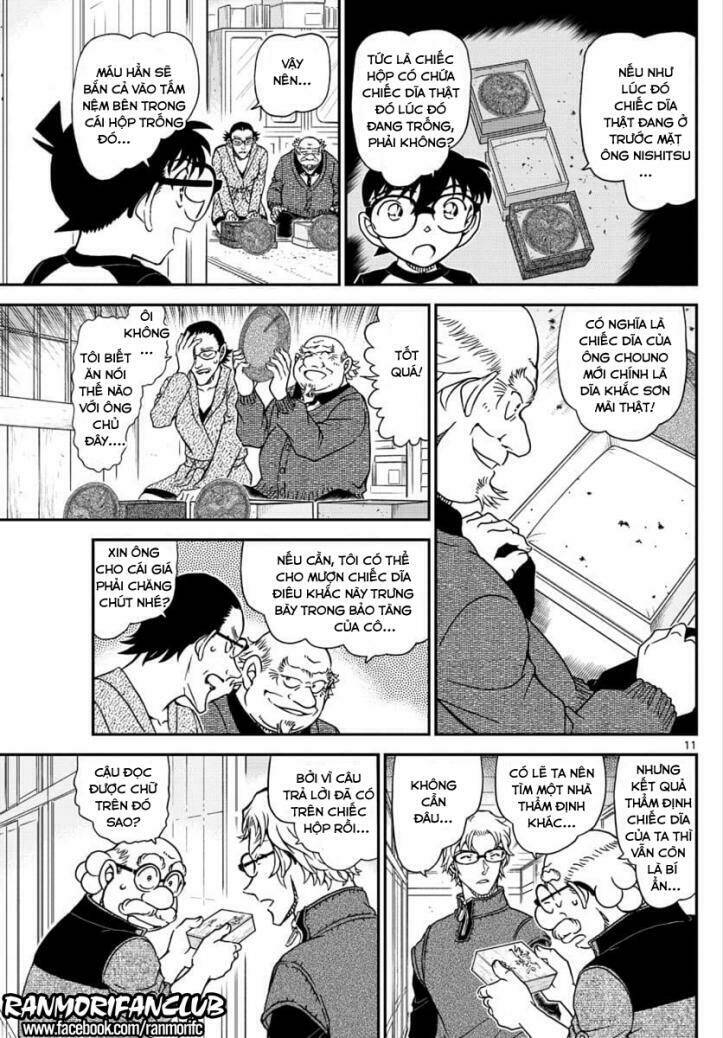 NẾU NHƯ
LÚC ĐÓ
CHIẾC DĨA
THẬT ĐANG Ở
TRƯỚC MẶT
ÔNG NISHITSU
...
TỨC LÀ CHIẾC
HỘP CÓ CHỨA
CHIẾC DĨA THẬT
ĐÓ LÚC ĐÓ
ĐANG TRỐNG,
PHẢI KHÔNG?
VẬY
NÊN...
MÁU HẲN SẼ
BẮN CẢ VÀO TẤM
NỆM BÊN TRONG
CÁI HỘP TRỐNG
ĐÓ...
CÓ NGHĨA LÀ
CHIẾC DĨA CỦA
ÔNG CHOUNO
MỚI CHÍNH LÀ
DĨA KHẮC SƠN
MÀI THẬT!
TỐT
QUÁ!
ÔI
KHÔNG
...
TÔI BIẾT
ĂN NÓI
THẾ NÀO
VỚI ÔNG
CHỦ
ĐÂY....
NẾU CẦN, TÔI CÓ THỂ
CHO MƯỢN CHIẾC DĨA
ĐIÊU KHẮC NÀY TRƯNG
BÀY TRONG BẢO TÀNG
CỦA CÔ...
XIN ÔNG
CHO CÁI GIÁ
PHẢI CHĂNG
CHÚT NHÉ?
11
NHƯNG
KẾT QUẢ
THẨM ĐỊNH
CHIẾC DĨA
CỦA TA THÌ
VẪN CÒN
LÀ BÍ
ẨN...
CÓ LẼ TA NÊN
TÌM MỘT NHÀ
THẨM ĐỊNH
KHÁC...
KHÔNG
CẦN
ĐÂU...
BỞI VÌ CÂU
TRẢ LỜI ĐÃ CÓ
TRÊN CHIẾC
HỘP RỒI...
CẬU ĐỌC
ĐƯỢC CHỮ
TRÊN ĐÓ
SAO?
RANMORIFANCLUB
www.facebook.com/ranmorifc